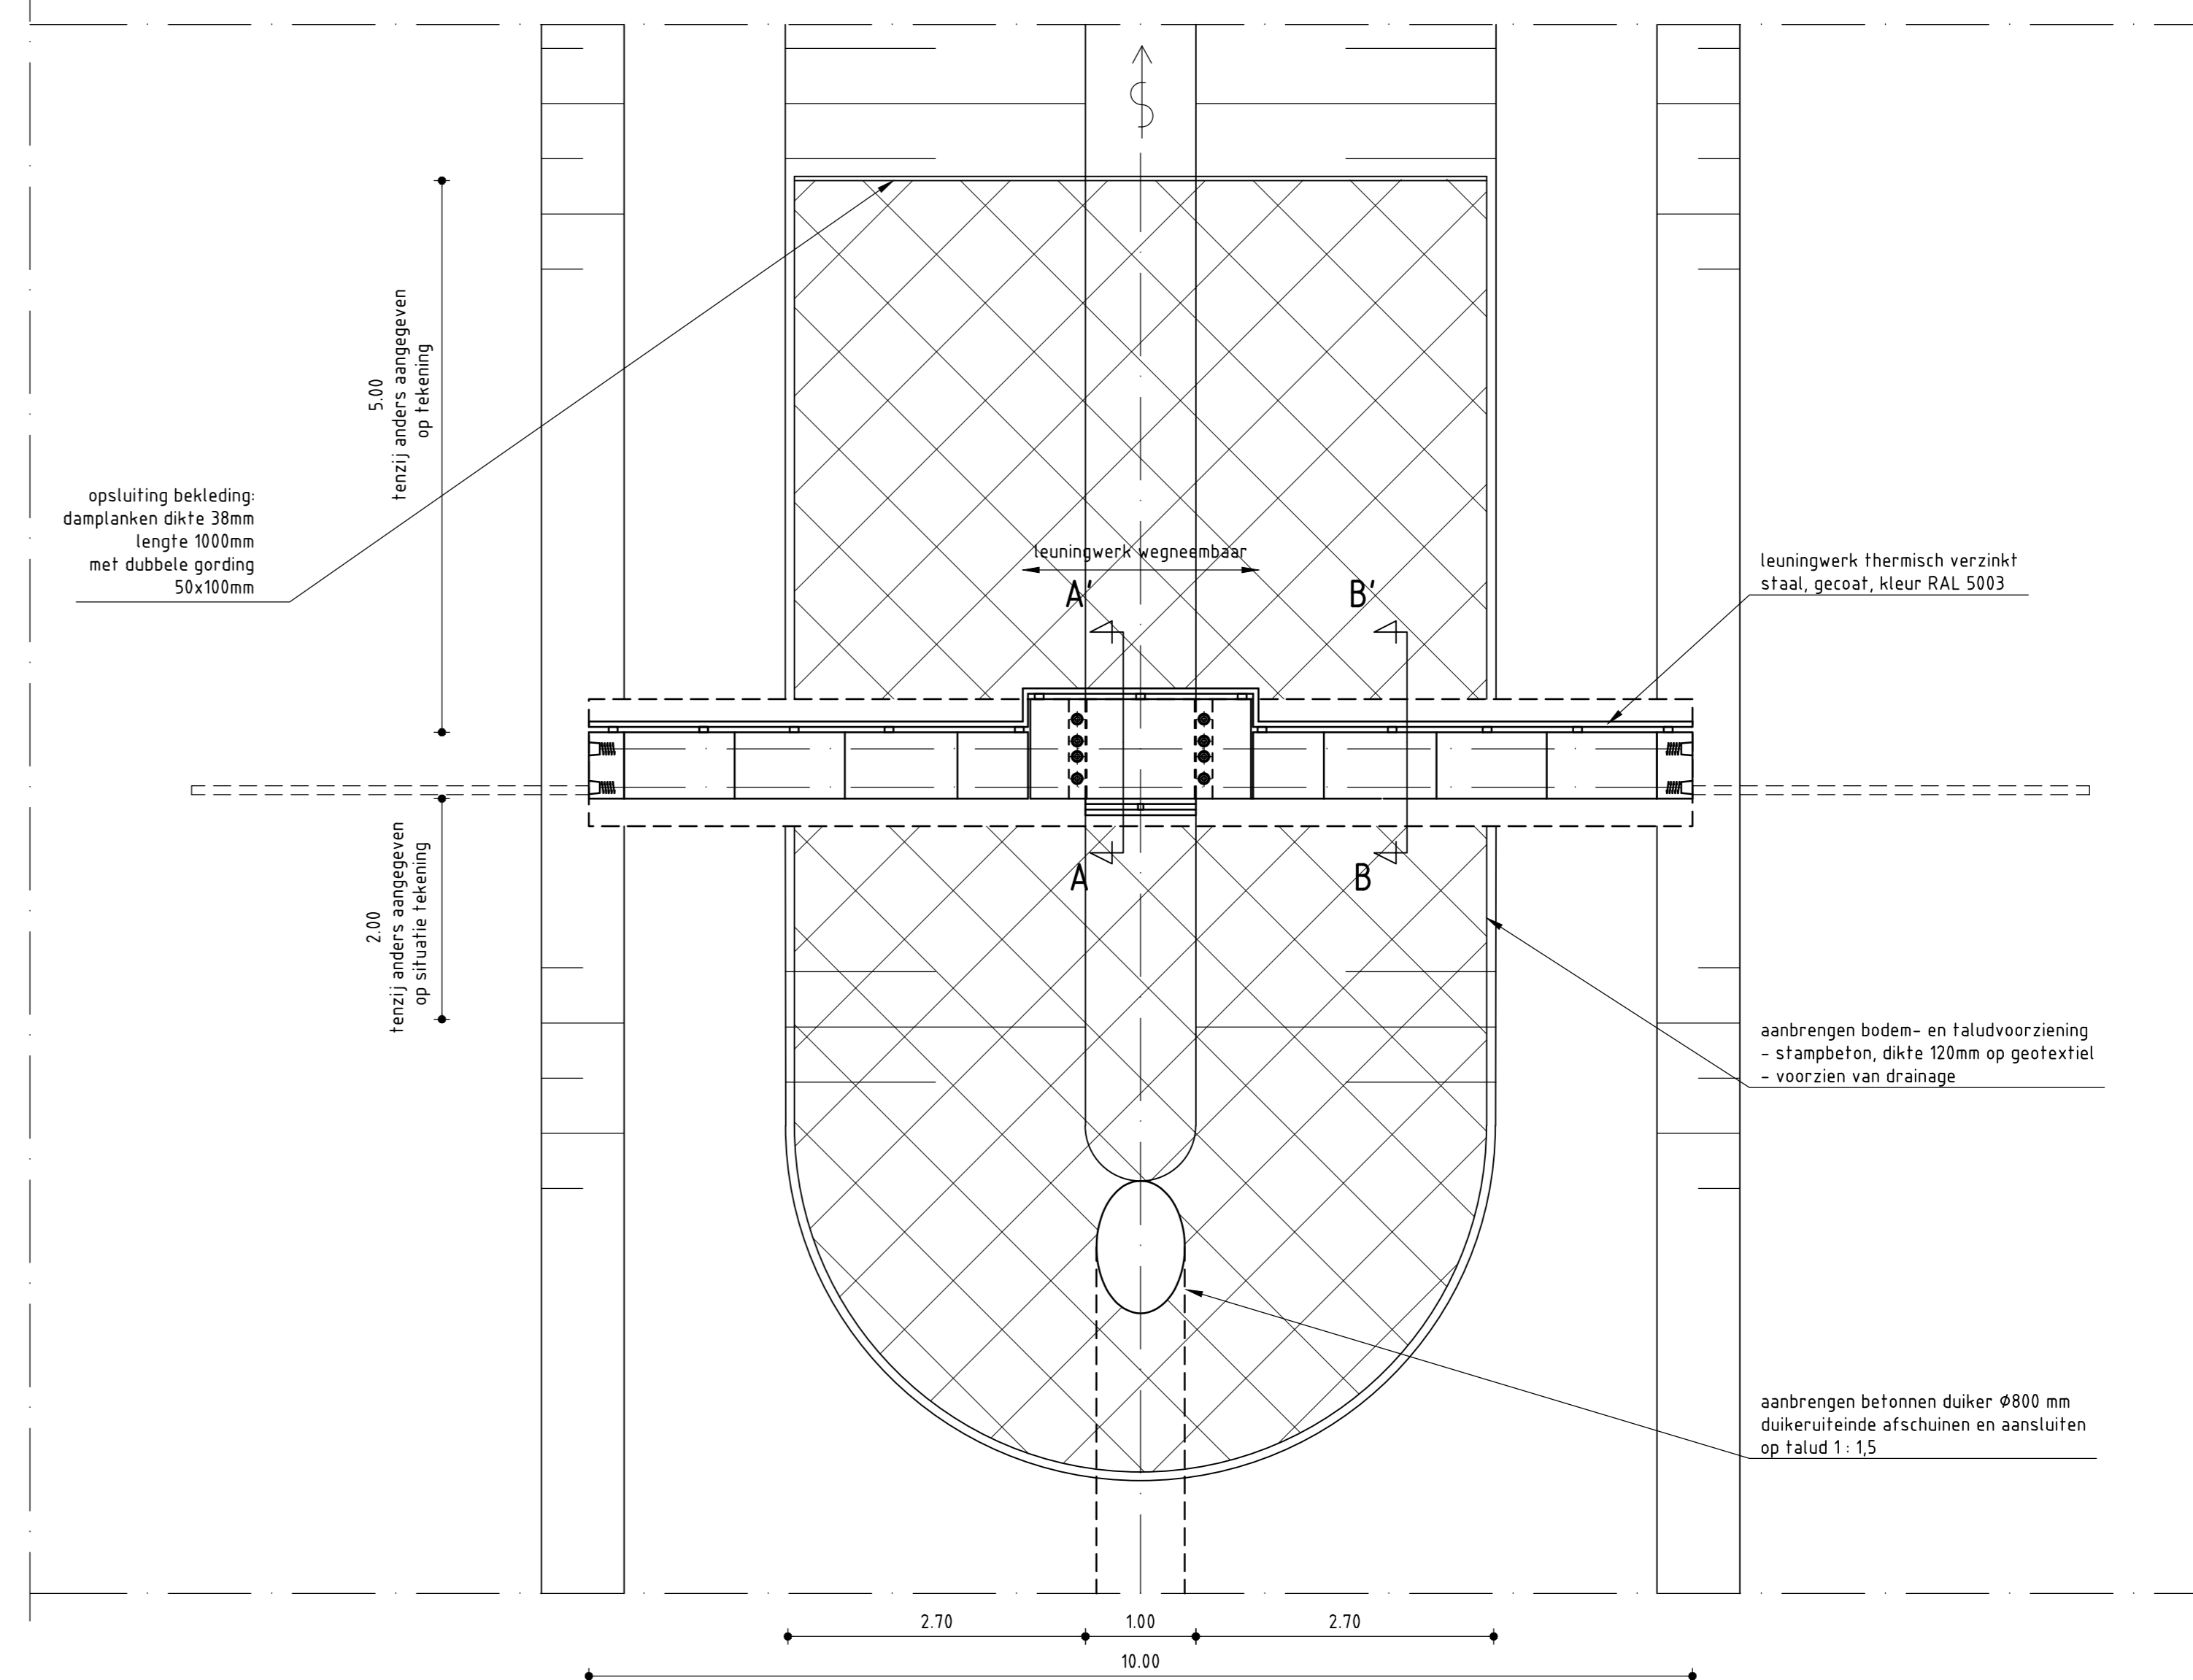 5.00
tenzij anders aangegeven
op tekening
opsluiting bekleding:
damplanken dikte 38mm
lengte 1000mm
met dubbele gording
50x100mm
leuningwerk wegneembaar
A'
B'
leuningwerk thermisch verzinkt
staal, gecoat, kleur RAL 5003
A
B
2.00
tenzij anders aangegeven
op situatie tekening
aanbrengen bodem- en taludvoorziening
- stampbeton, dikte 120mm op geotextiel
- voorzien van drainage
aanbrengen betonnen duiker Ø800 mm
duikeruiteinde afschuinen en aansluiten
op talud 1 : 1,5
2.70
1.00
2.70
10.00